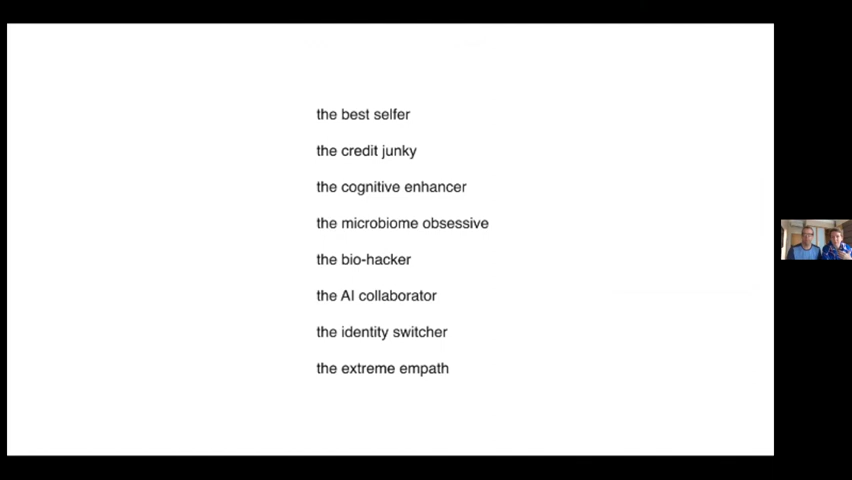 the best selfer
the credit junky
the cognitive enhancer
the microbiome obsessive
the bio-hacker
the AI collaborator
the identity switcher
the extreme empath